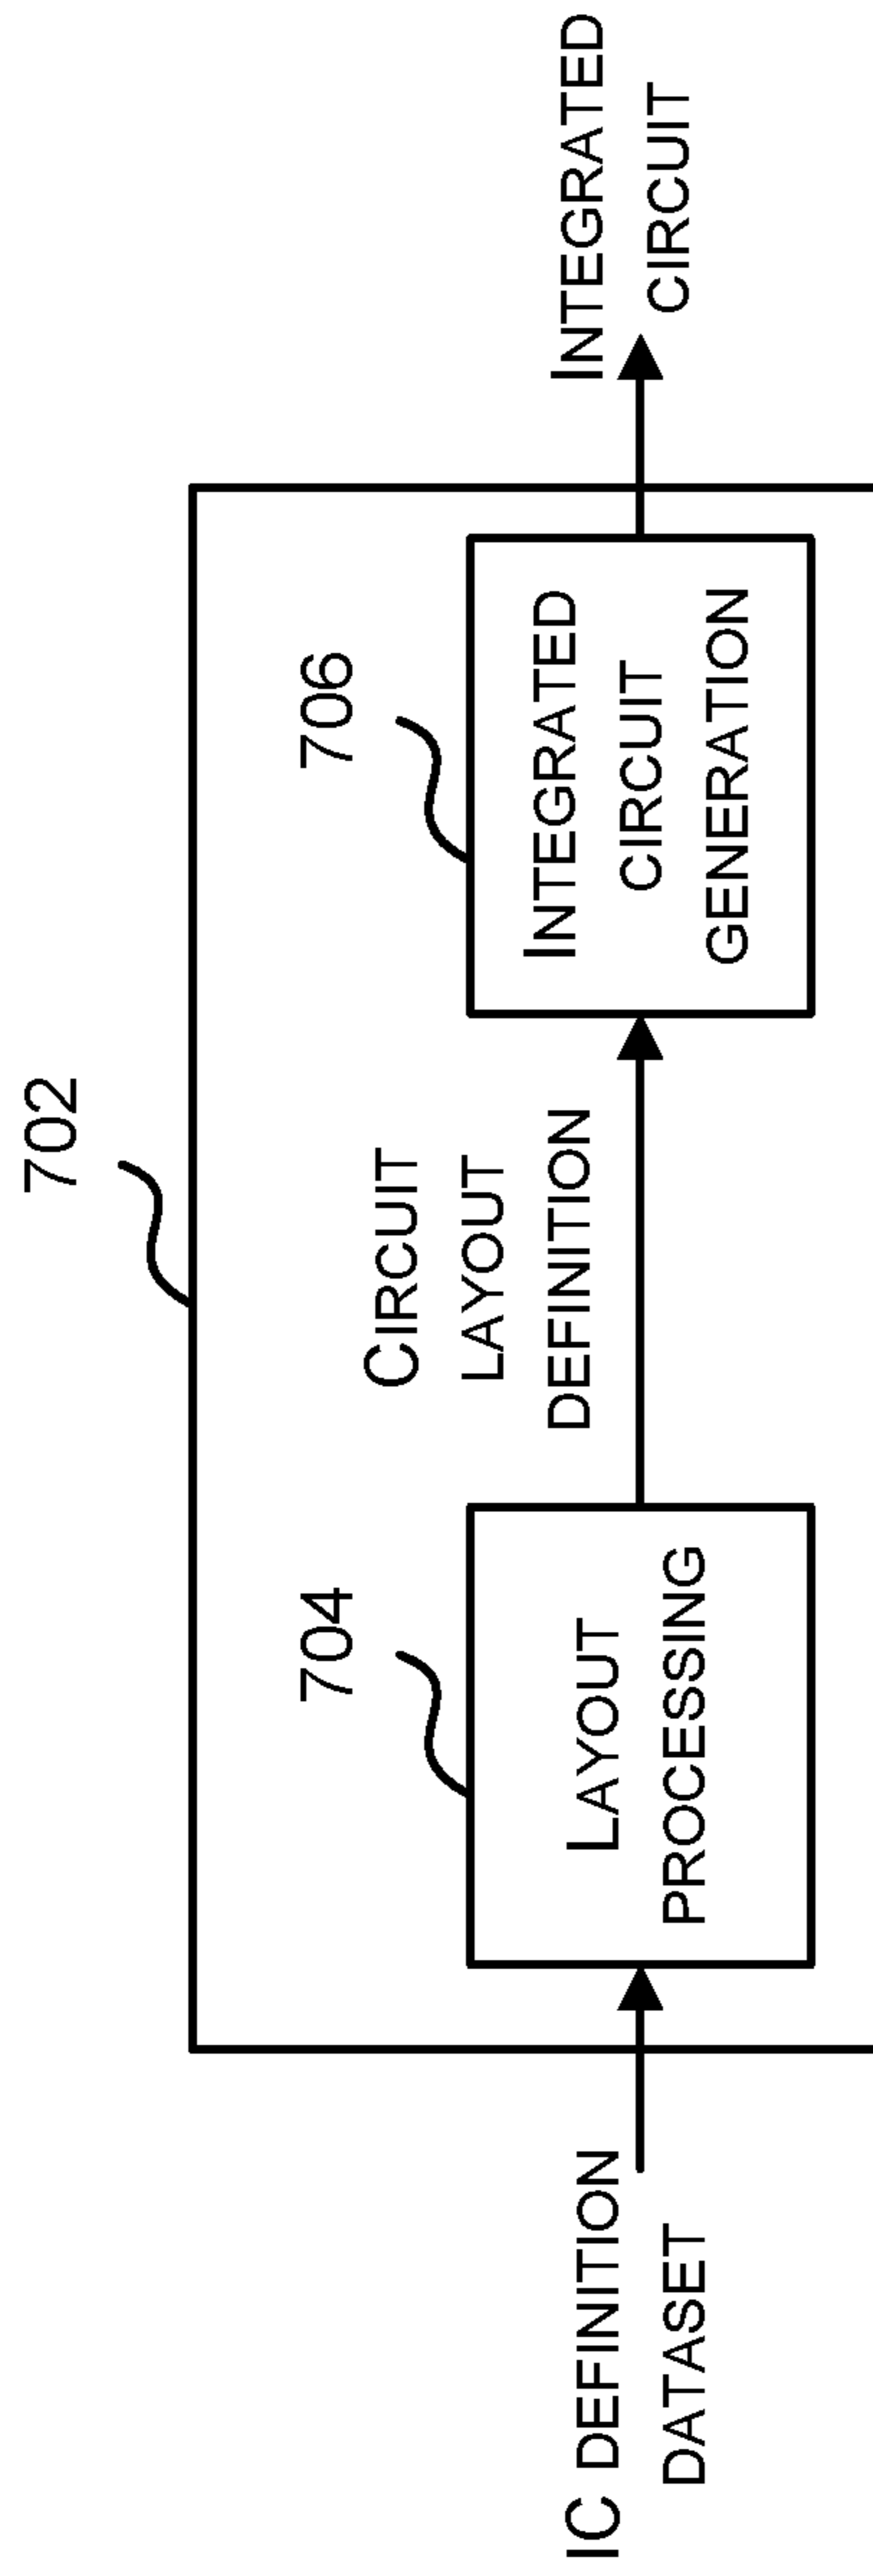 702
704
706
IC DEFINITION
DATASET
LAYOUT
PROCESSING
CIRCUIT
LAYOUT
DEFINITION
INTEGRATED
CIRCUIT
GENERATION
INTEGRATED
CIRCUIT